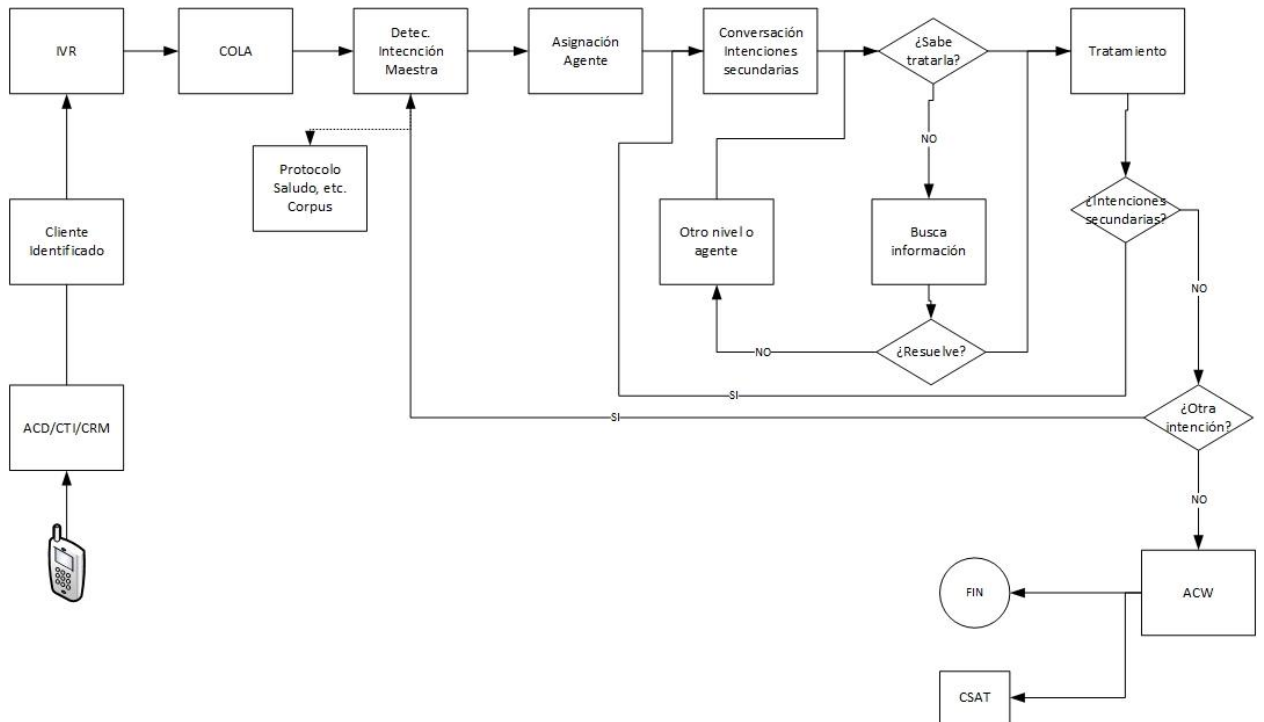 IVR
COLA
Detec.
Intecnción
Maestra
Asignación
Agente
Conversación
Intenciones
secundarias
¿Sabe
tratarla?
Tratamiento
NO
Protocolo
Saludo, etc.
Corpus
Cliente
Identificado
Otro nivel o
agente
Busca
información
¿Intenciones
secundarias?
NO
NO
¿Resuelve?
SI
SI
¿Otra
intención?
ACD/CTI/CRM
NO
FIN
ACW
CSAT